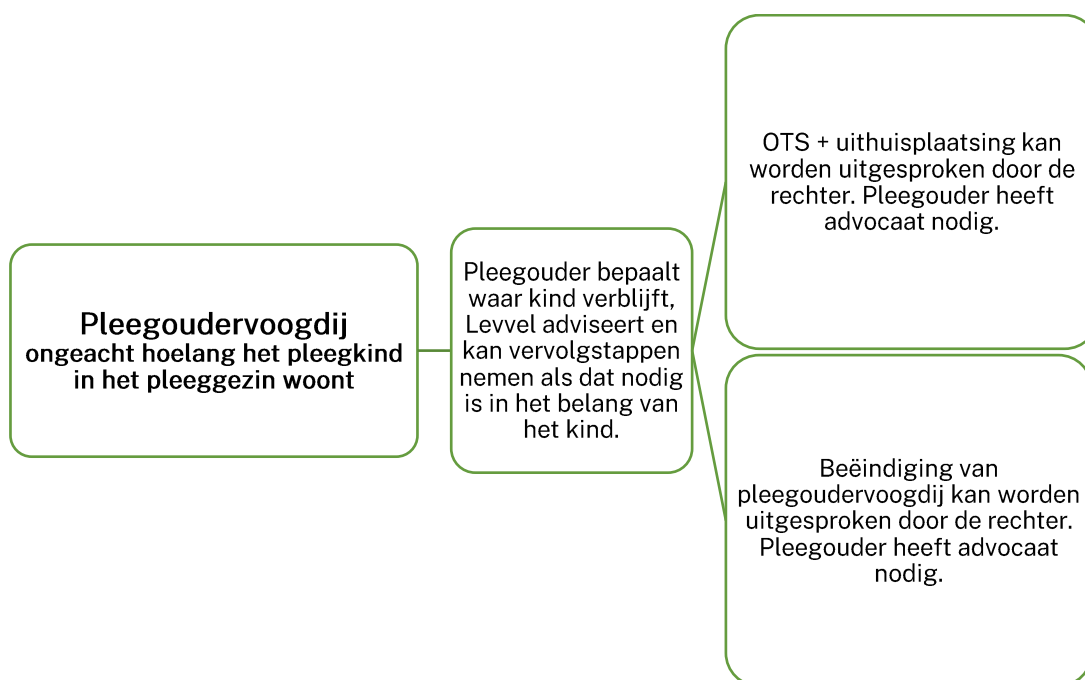 Pleegoudervoogdij
ongeacht hoelang het pleegkind
in het pleeggezin woont
Pleegouder bepaalt
waar kind verblijft,
Levvel adviseert en
kan vervolgstappen
nemen als dat nodig
is in het belang van
het kind.
OTS + uithuisplaatsing kan
worden uitgesproken door de
rechter. Pleegouder heeft
advocaat nodig.
Beëindiging van
pleegoudervoogdij kan worden
uitgesproken door de rechter.
Pleegouder heeft advocaat
nodig.